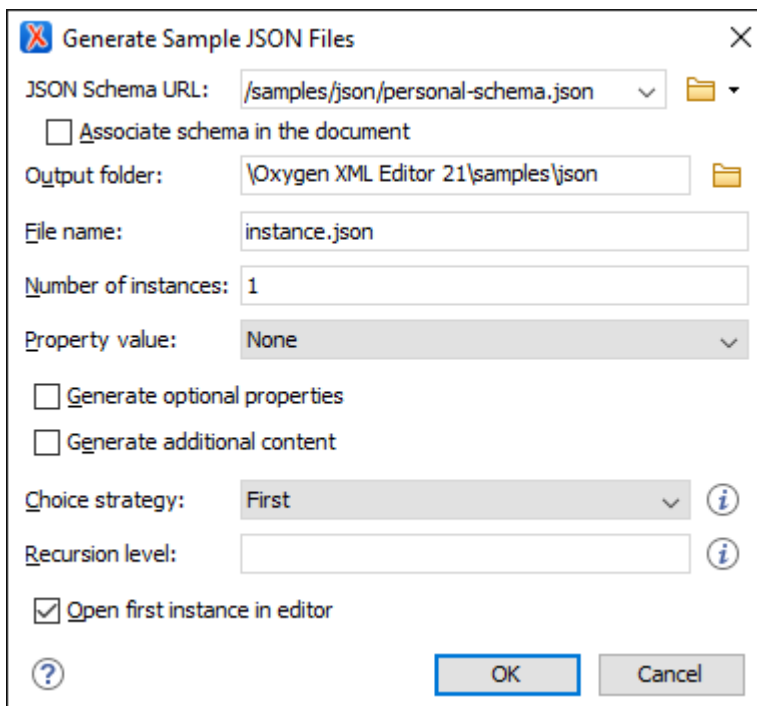 Generate Sample JSON Files
JSON Schema URL: /samples/json/personal-schema.json
Associate schema in the document
Output folder: \Oxygen XML Editor 21\samples\json
File name: instance.json
Number of instances: 1
Property value: None
Generate optional properties
Generate additional content
Choice strategy: First
Recursion level:
Open first instance in editor
OK Cancel